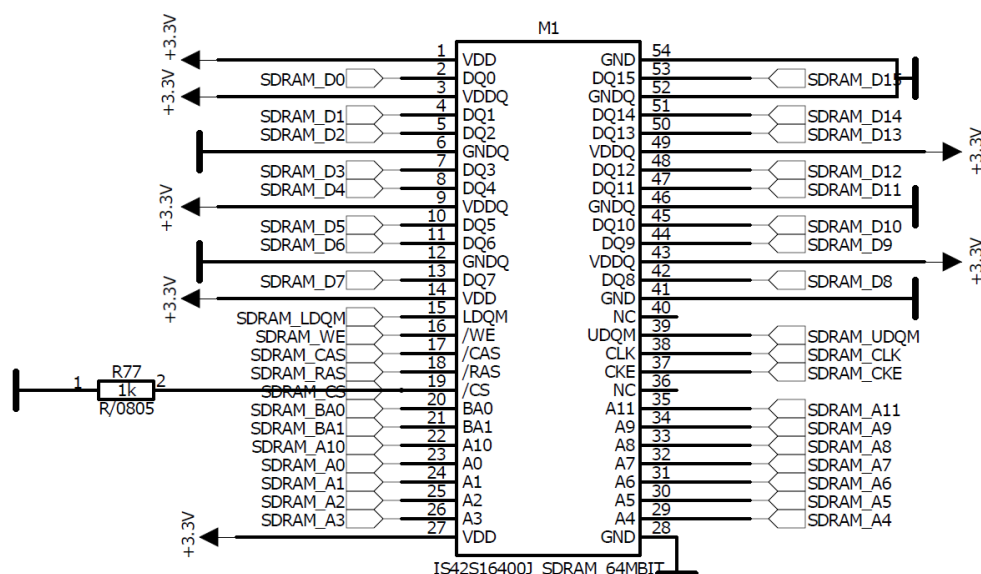 M1
+3.3V
1 VDD GND 54
SDRAM_D0 2 DQ0 DQ15 53 SDRAM_D15
+3.3V 3 VDDQ GNDQ 52
SDRAM_D1 4 DQ1 DQ14 51 SDRAM_D14
SDRAM_D2 5 DQ2 DQ13 50 SDRAM_D13
6 GNDQ VDDQ 49 +3.3V
SDRAM_D3 7 DQ3 DQ12 48 SDRAM_D12
SDRAM_D4 8 DQ4 DQ11 47 SDRAM_D11
+3.3V 9 VDDQ GNDQ 46
SDRAM_D5 10 DQ5 DQ10 45 SDRAM_D10
SDRAM_D6 11 DQ6 DQ9 44 SDRAM_D9
12 GNDQ VDDQ 43 +3.3V
SDRAM_D7 13 DQ7 DQ8 42 SDRAM_D8
+3.3V 14 VDD GND 41
SDRAM_LDQM 15 LDQM NC 40
SDRAM_WE 16 /WE UDQM 39 SDRAM_UDQM
SDRAM_CAS 17 /CAS CLK 38 SDRAM_CLK
SDRAM_RAS 18 /RAS CKE 37 SDRAM_CKE
R77
1 1k 2 SDRAM_CS 19 /CS NC 36
R/0805
SDRAM_BA0 20 BA0 A11 35 SDRAM_A11
SDRAM_BA1 21 BA1 A9 34 SDRAM_A9
SDRAM_A10 22 A10 A8 33 SDRAM_A8
SDRAM_A0 23 A0 A7 32 SDRAM_A7
SDRAM_A1 24 A1 A6 31 SDRAM_A6
SDRAM_A2 25 A2 A5 30 SDRAM_A5
SDRAM_A3 26 A3 A4 29 SDRAM_A4
+3.3V 27 VDD GND 28
IS42S16400J_SDRAM_64MBIT